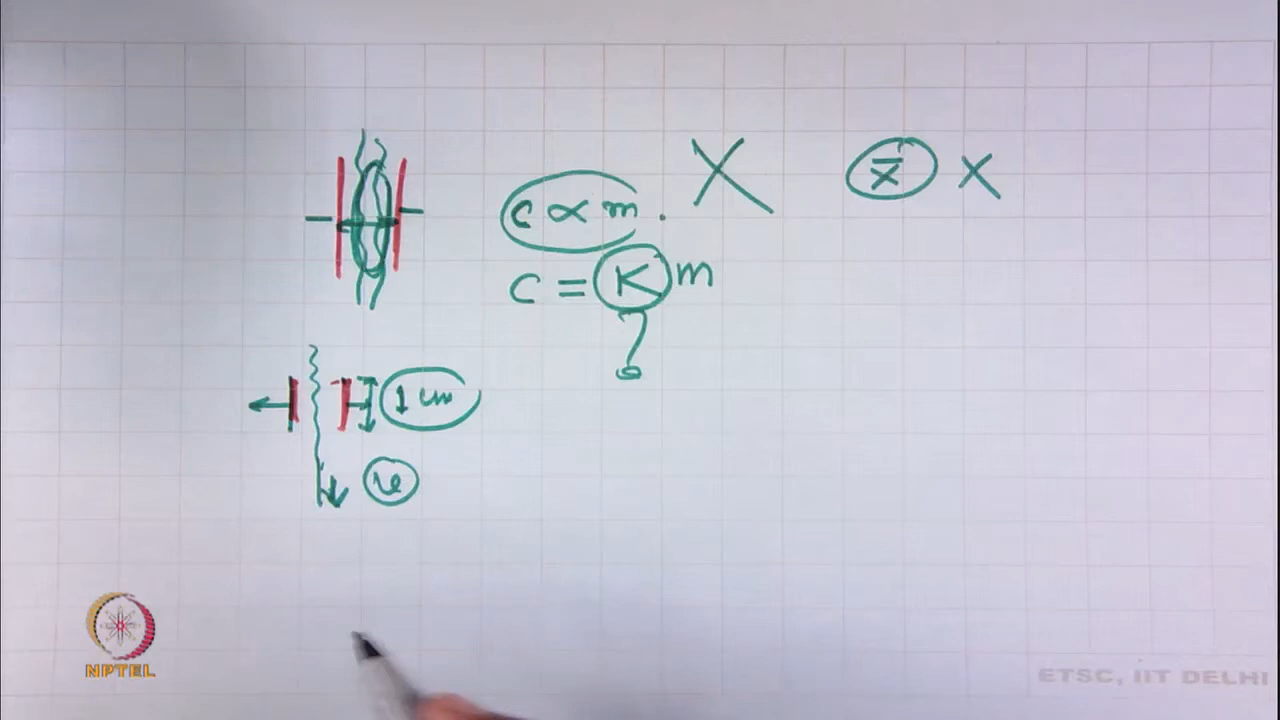 c ∝ m .
x̄
c = K m
?
1 cm
NPTEL
ETSC, IIT DELHI